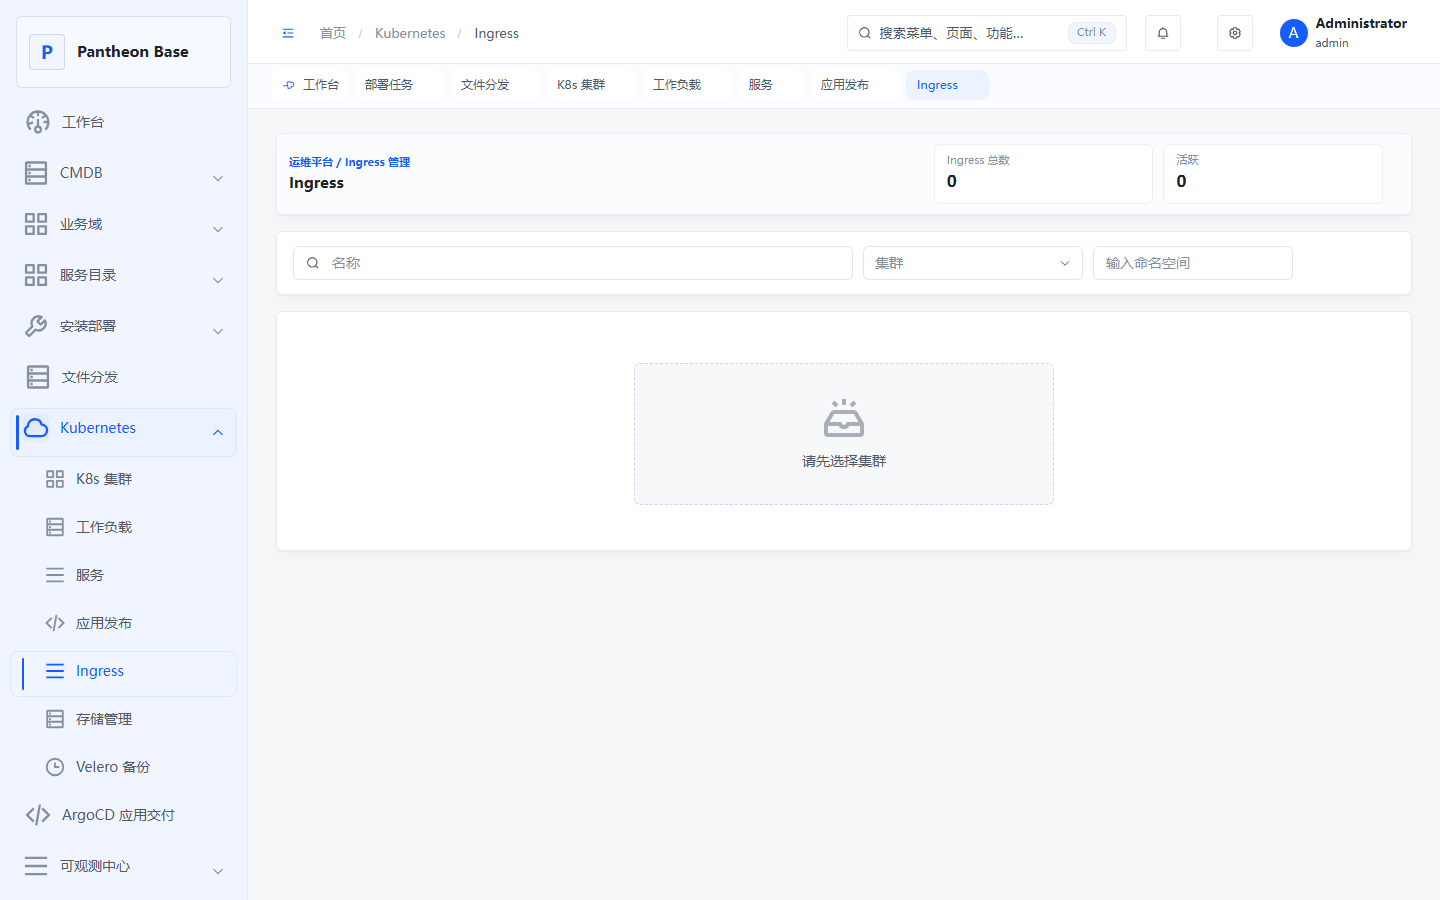 P Pantheon Base
工作台
CMDB
业务域
服务目录
安装部署
文件分发
Kubernetes
K8s 集群
工作负载
服务
应用发布
Ingress
存储管理
Velero 备份
ArgoCD 应用交付
可观测中心
首页 / Kubernetes / Ingress
搜索菜单、页面、功能... Ctrl K
A Administrator
admin
工作台 部署任务 文件分发 K8s 集群 工作负载 服务 应用发布 Ingress
运维平台 / Ingress 管理
Ingress
Ingress 总数
0
活跃
0
名称 集群 输入命名空间
请先选择集群